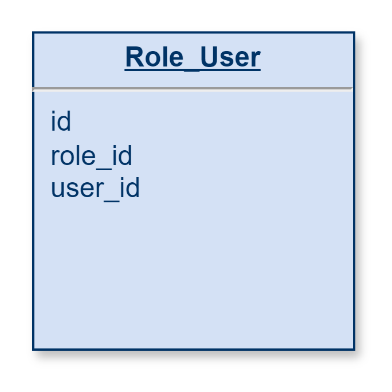 Role_User
id
role_id
user_id